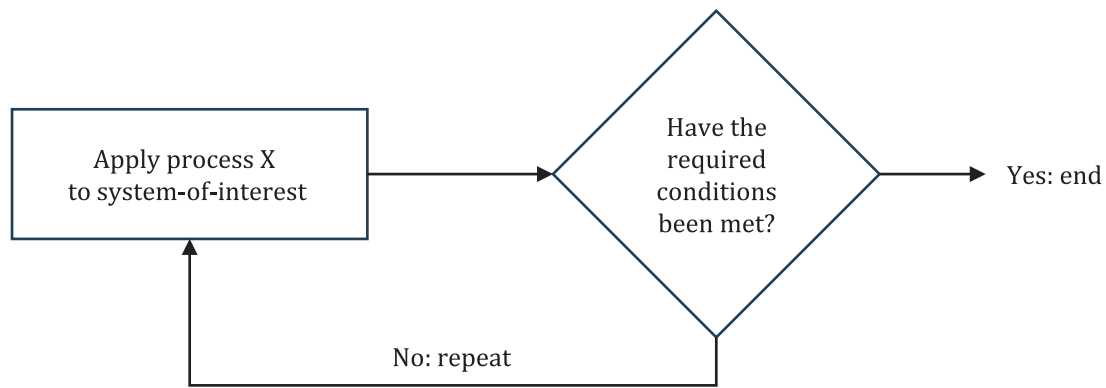 Apply process X
to system-of-interest
Have the
required
conditions
been met?
Yes: end
No: repeat